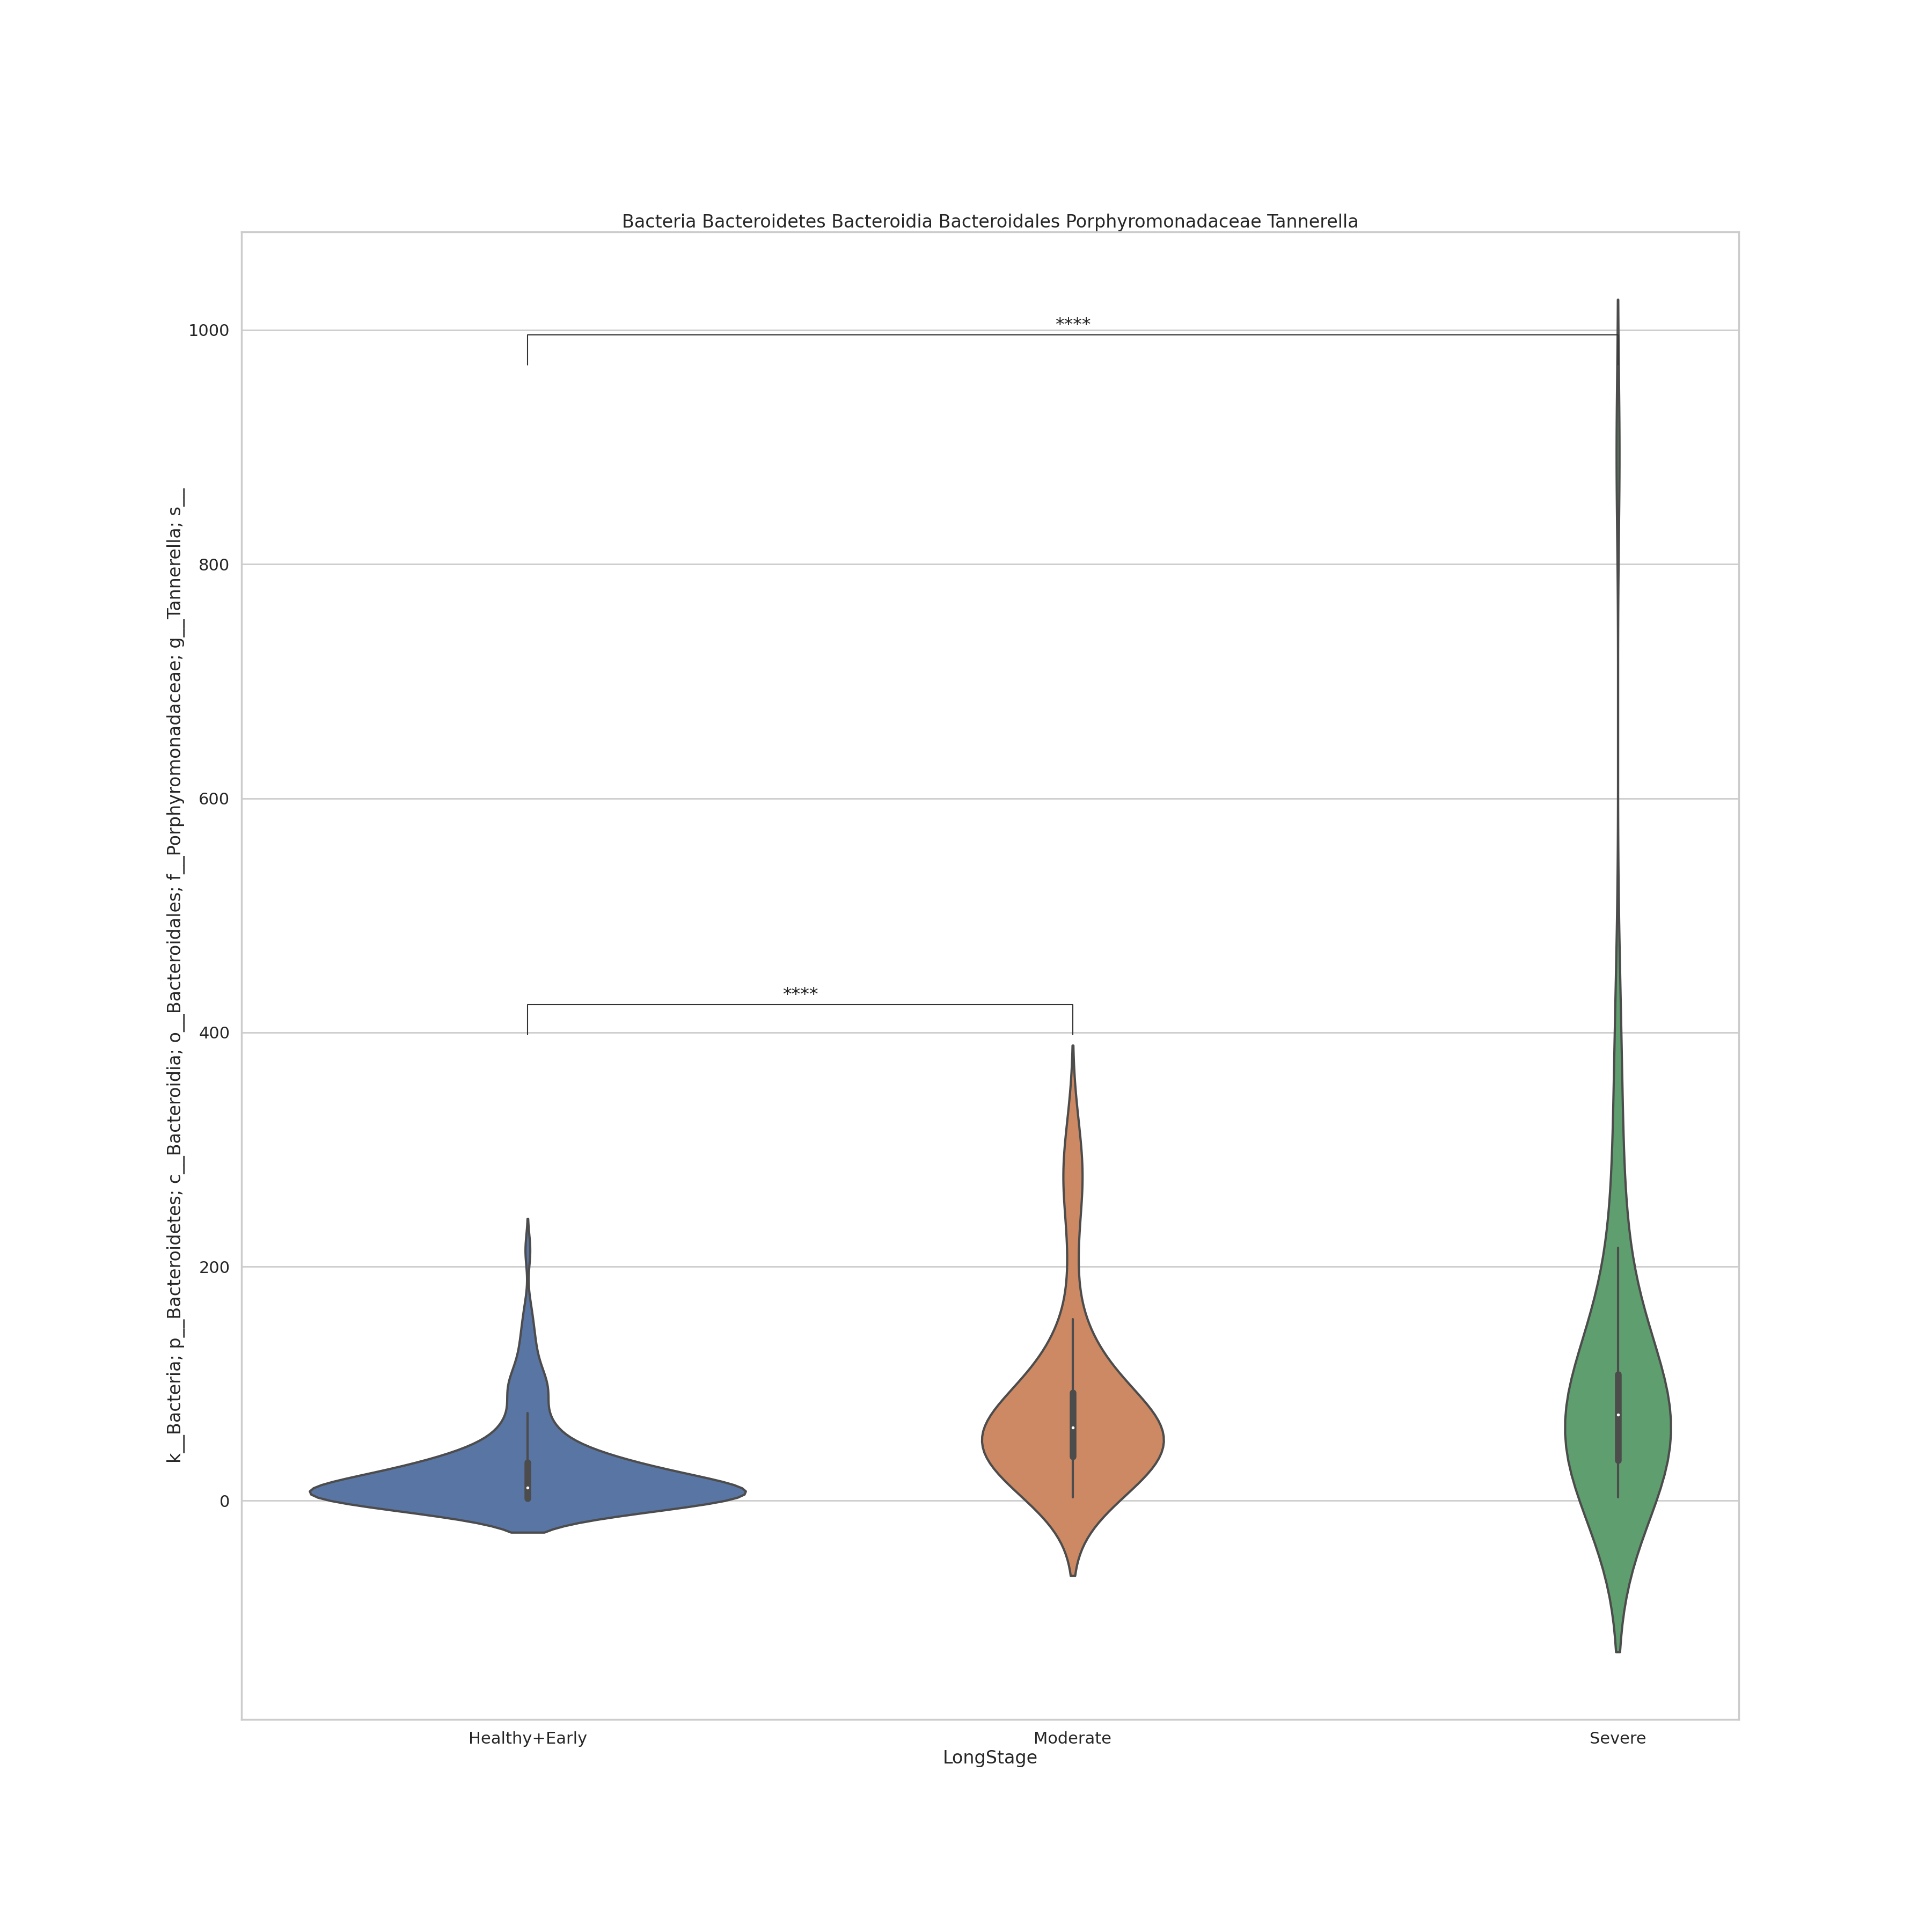 Bacteria Bacteroidetes Bacteroidia Bacteroidales Porphyromonadaceae Tannerella
k__Bacteria; p__Bacteroidetes; c__Bacteroidia; o__Bacteroidales; f__Porphyromonadaceae; g__Tannerella; s__
1000
800
600
400
200
0
****
****
Healthy+Early
Moderate
Severe
LongStage